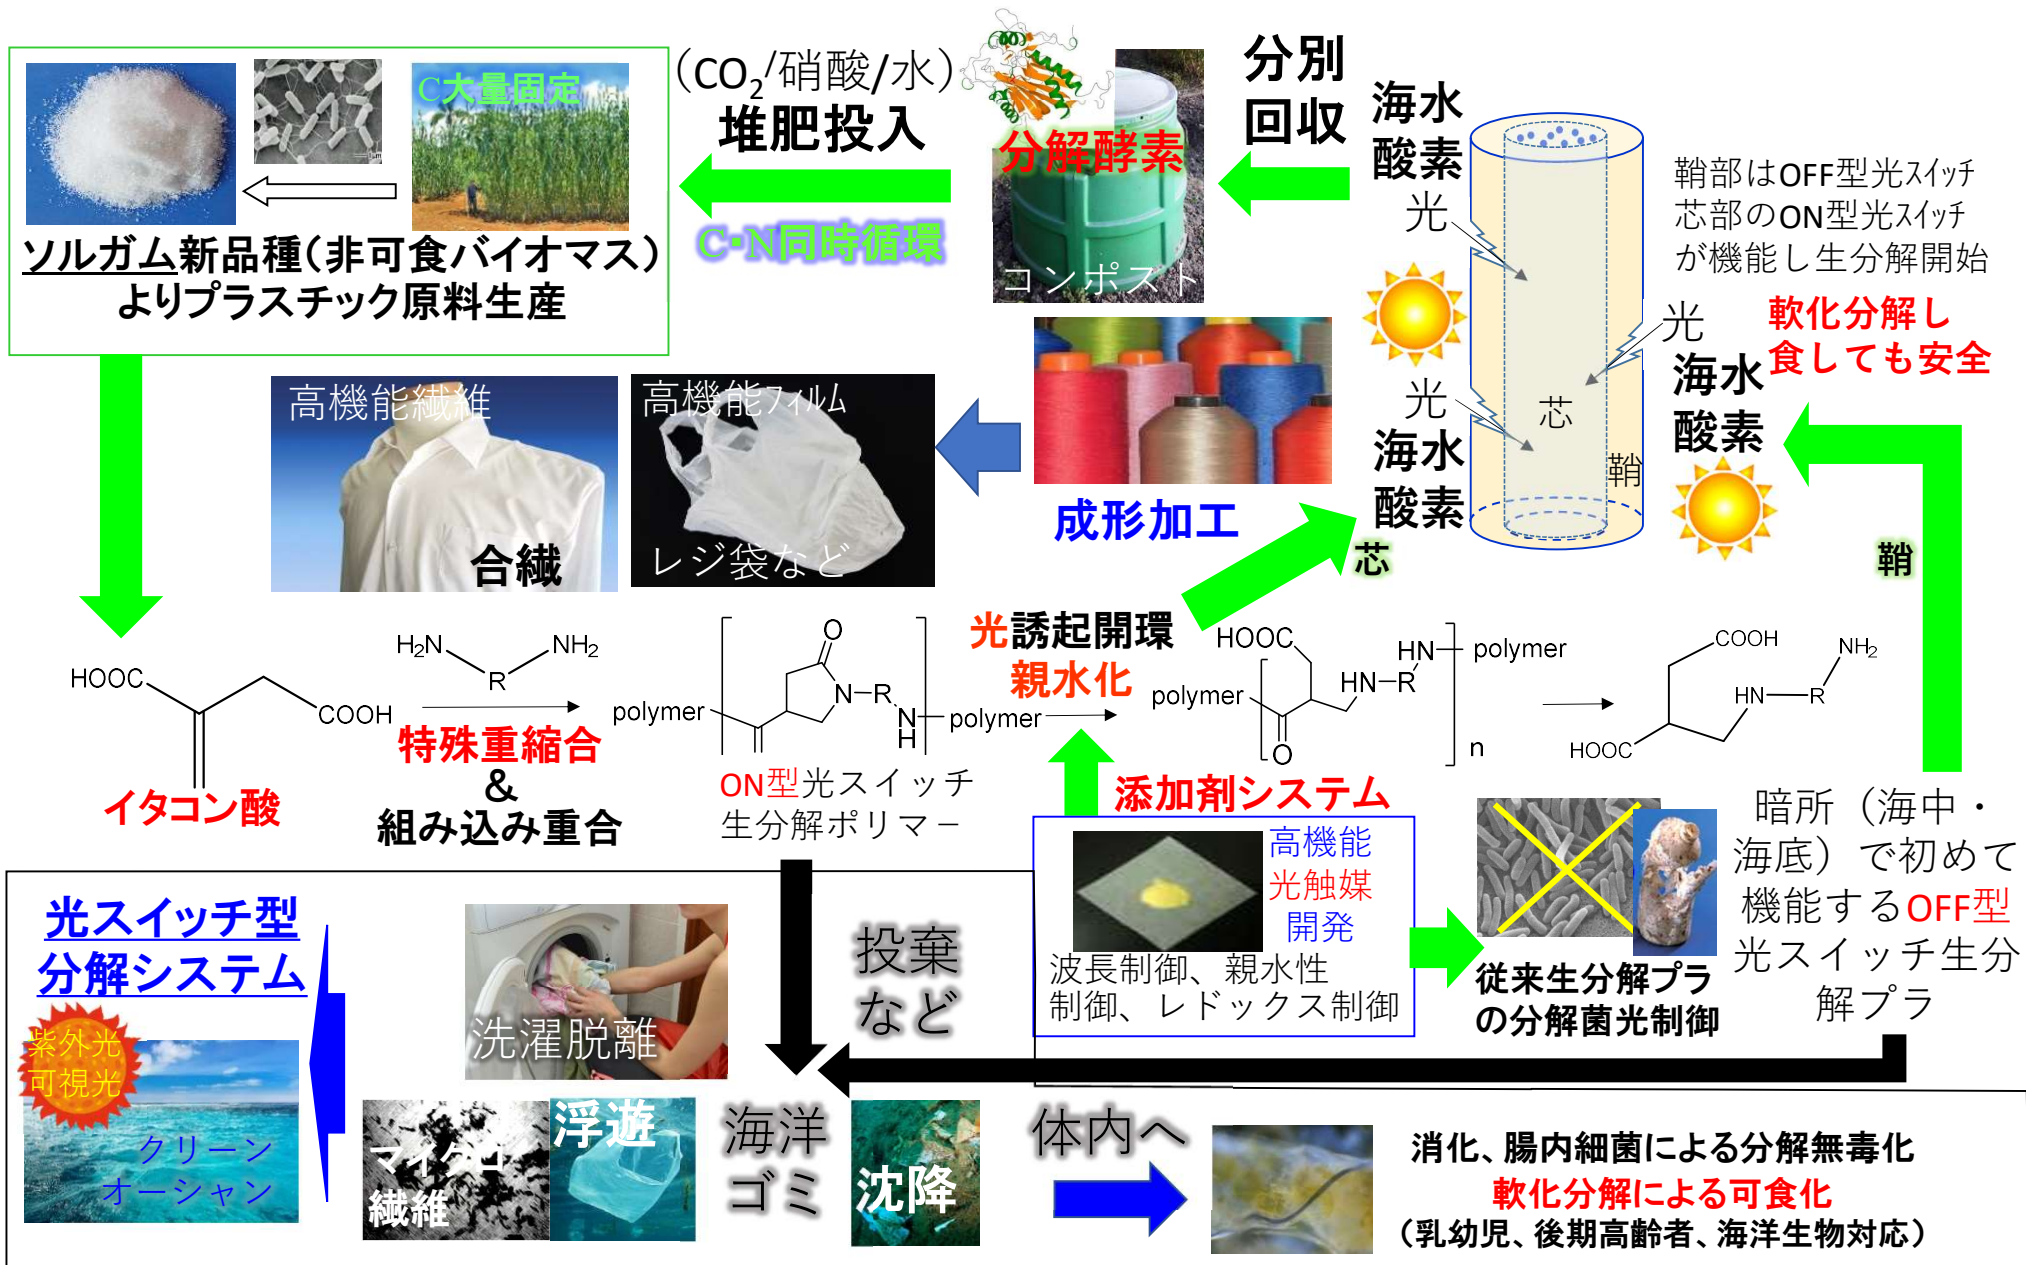 C大量固定
ソルガム新品種（非可食バイオマス）
よりプラスチック原料生産
（CO2/硝酸/水）
堆肥投入
C・N同時循環
分解酵素
コンポスト
分別
回収
海水
酸素
光
光
海水
酸素
芯
鞘
鞘部はOFF型光スイッチ
芯部のON型光スイッチ
が機能し生分解開始
光
軟化分解し
食しても安全
海水
酸素
高機能繊維
合繊
高機能フィルム
レジ袋など
成形加工
芯
鞘
HOOC
COOH
イタコン酸
H2N
NH2
R
特殊重縮合
&
組み込み重合
polymer
O
N
R
N
H
polymer
ON型光スイッチ
生分解ポリマー
光誘起開環
親水化
HOOC
HN
polymer
polymer
HN
R
O
n
COOH
NH2
HN
R
HOOC
添加剤システム
高機能
光触媒
開発
波長制御、親水性
制御、レドックス制御
従来生分解プラ
の分解菌光制御
暗所（海中・
海底）で初めて
機能するOFF型
光スイッチ生分
解プラ
光スイッチ型
分解システム
紫外光
可視光
クリーン
オーシャン
洗濯脱離
投棄
など
マイクロ
繊維
浮遊
海洋
ゴミ
沈降
体内へ
消化、腸内細菌による分解無毒化
軟化分解による可食化
（乳幼児、後期高齢者、海洋生物対応）